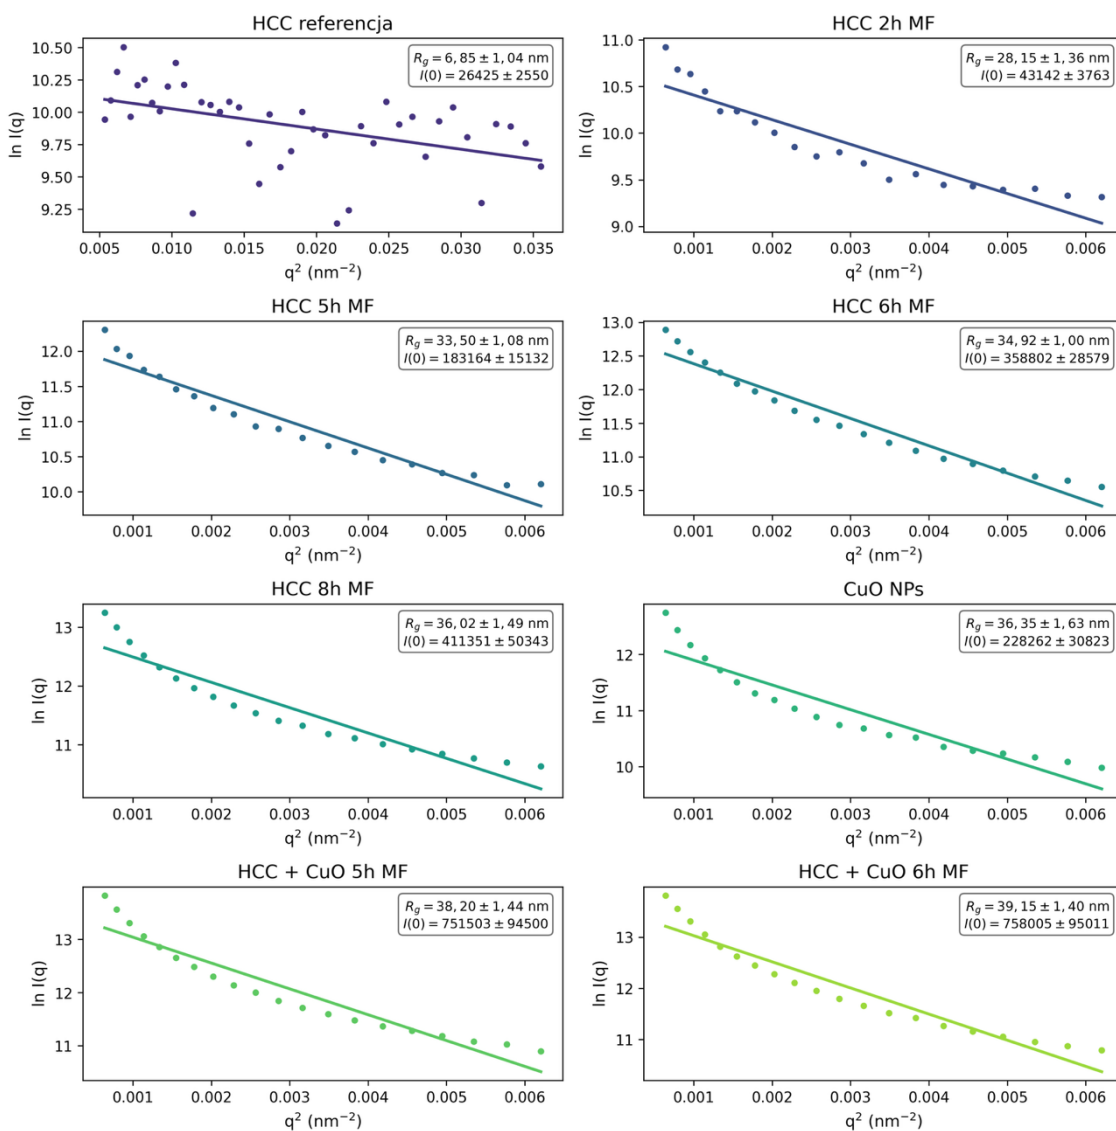 HCC referencja
ln I(q)
10.50
10.25
10.00
9.75
9.50
9.25
R_g = 6,85 ± 1,04 nm
I(0) = 26425 ± 2550
0.005 0.010 0.015 0.020 0.025 0.030 0.035
q² (nm⁻²)
HCC 2h MF
ln I(q)
11.0
10.5
10.0
9.5
9.0
R_g = 28,15 ± 1,36 nm
I(0) = 43142 ± 3763
0.001 0.002 0.003 0.004 0.005 0.006
q² (nm⁻²)
HCC 5h MF
ln I(q)
12.0
11.5
11.0
10.5
10.0
R_g = 33,50 ± 1,08 nm
I(0) = 183164 ± 15132
0.001 0.002 0.003 0.004 0.005 0.006
q² (nm⁻²)
HCC 6h MF
ln I(q)
13.0
12.5
12.0
11.5
11.0
10.5
R_g = 34,92 ± 1,00 nm
I(0) = 358802 ± 28579
0.001 0.002 0.003 0.004 0.005 0.006
q² (nm⁻²)
HCC 8h MF
ln I(q)
13
12
11
R_g = 36,02 ± 1,49 nm
I(0) = 411351 ± 50343
0.001 0.002 0.003 0.004 0.005 0.006
q² (nm⁻²)
CuO NPs
ln I(q)
12
11
10
R_g = 36,35 ± 1,63 nm
I(0) = 228262 ± 30823
0.001 0.002 0.003 0.004 0.005 0.006
q² (nm⁻²)
HCC + CuO 5h MF
ln I(q)
13
12
11
R_g = 38,20 ± 1,44 nm
I(0) = 751503 ± 94500
0.001 0.002 0.003 0.004 0.005 0.006
q² (nm⁻²)
HCC + CuO 6h MF
ln I(q)
13
12
11
R_g = 39,15 ± 1,40 nm
I(0) = 758005 ± 95011
0.001 0.002 0.003 0.004 0.005 0.006
q² (nm⁻²)